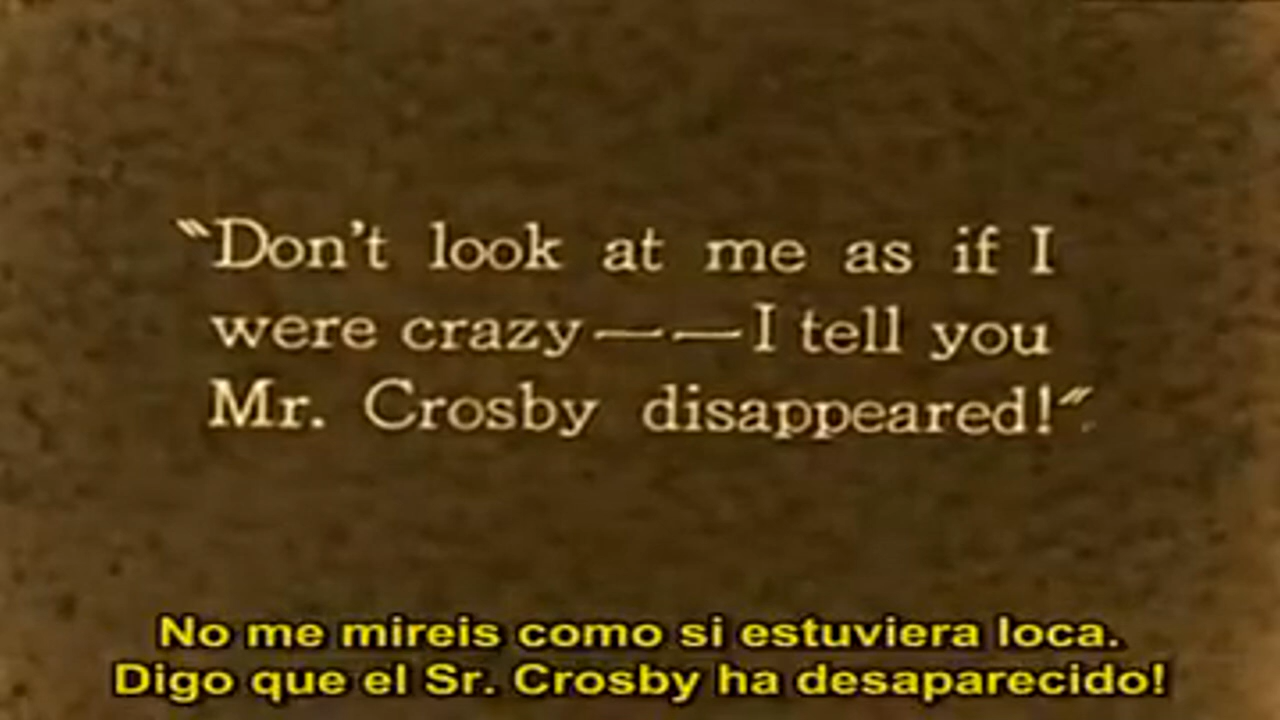 "Don't look at me as if I
were crazy——I tell you
Mr. Crosby disappeared!"
No me mireis como si estuviera loca.
Digo que el Sr. Crosby ha desaparecido!